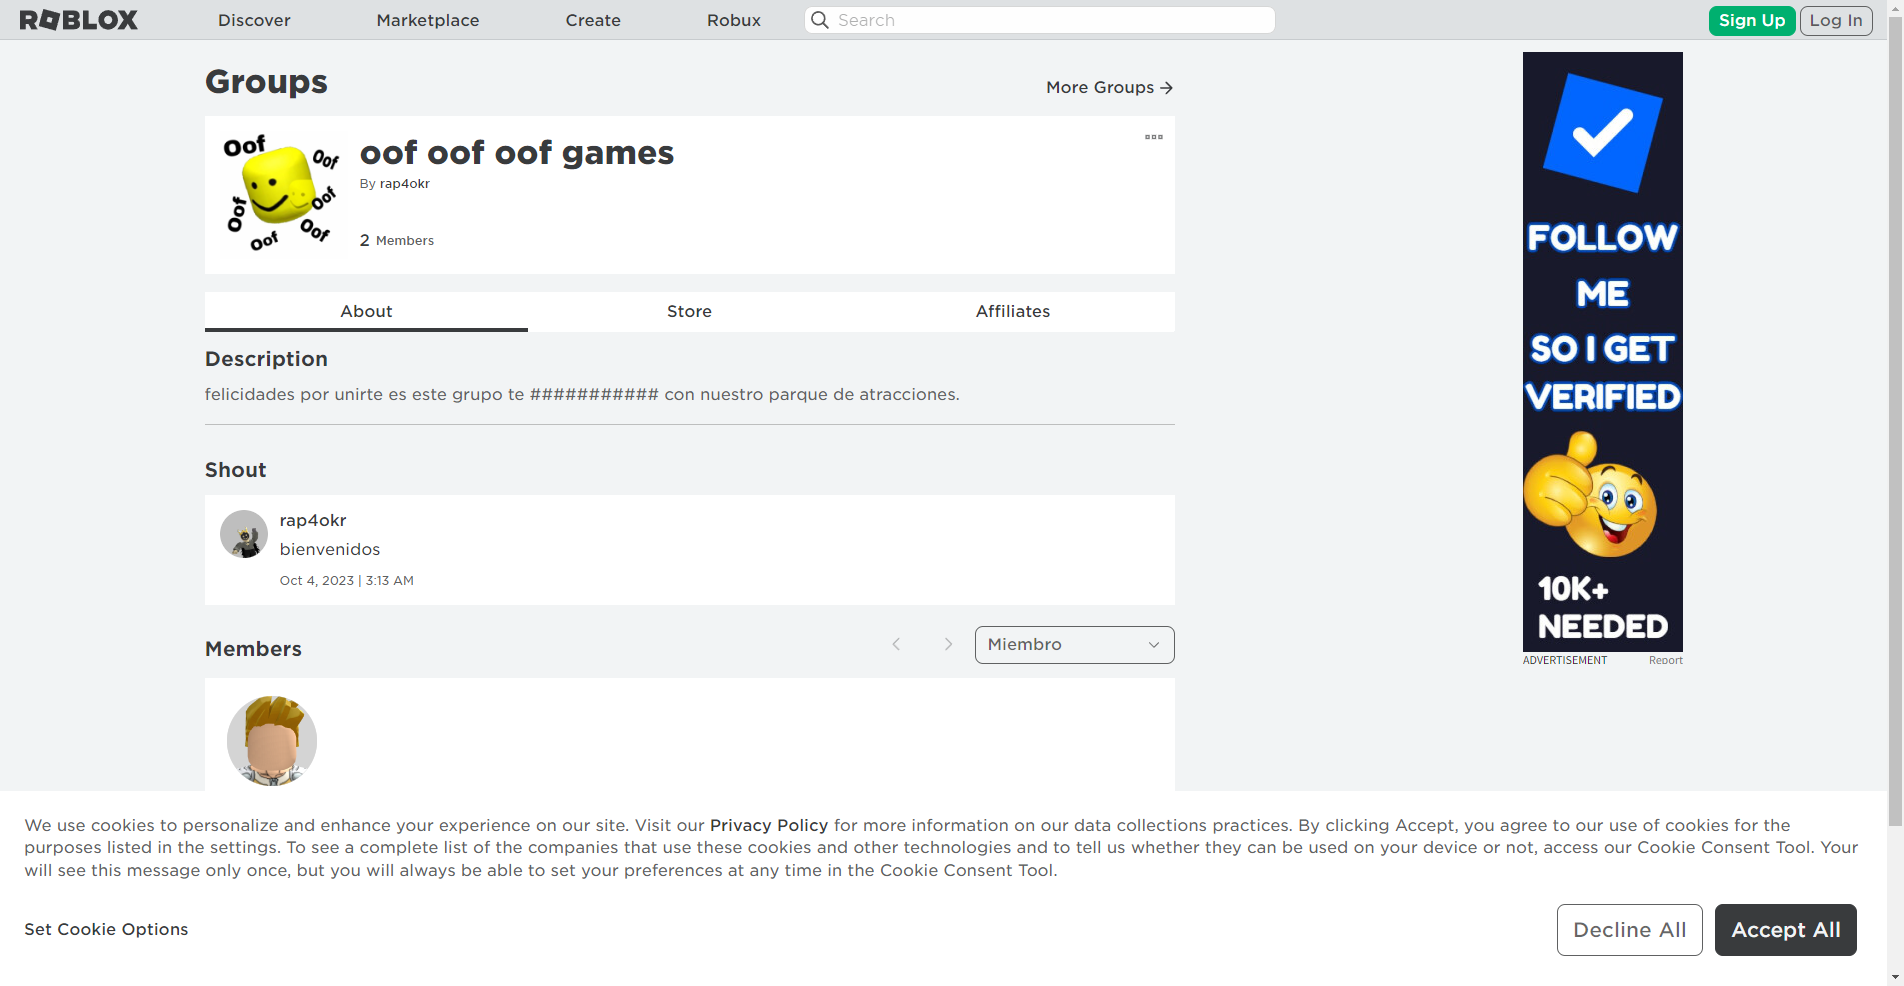 ROBLOX
Discover
Marketplace
Create
Robux
Search
Sign Up
Log In
Groups
More Groups
Oof
Oof
Oof
Oof
Oof
Oof
oof oof oof games
By rap4okr
2 Members
About
Store
Affiliates
Description
felicidades por unirte es este grupo te ########### con nuestro parque de atracciones.
Shout
rap4okr
bienvenidos
Oct 4, 2023 | 3:13 AM
Members
Miembro
FOLLOW
ME
SO I GET
VERIFIED
10K+
NEEDED
ADVERTISEMENT
Report
We use cookies to personalize and enhance your experience on our site. Visit our Privacy Policy for more information on our data collections practices. By clicking Accept, you agree to our use of cookies for the
purposes listed in the settings. To see a complete list of the companies that use these cookies and other technologies and to tell us whether they can be used on your device or not, access our Cookie Consent Tool. Your
will see this message only once, but you will always be able to set your preferences at any time in the Cookie Consent Tool.
Set Cookie Options
Decline All
Accept All